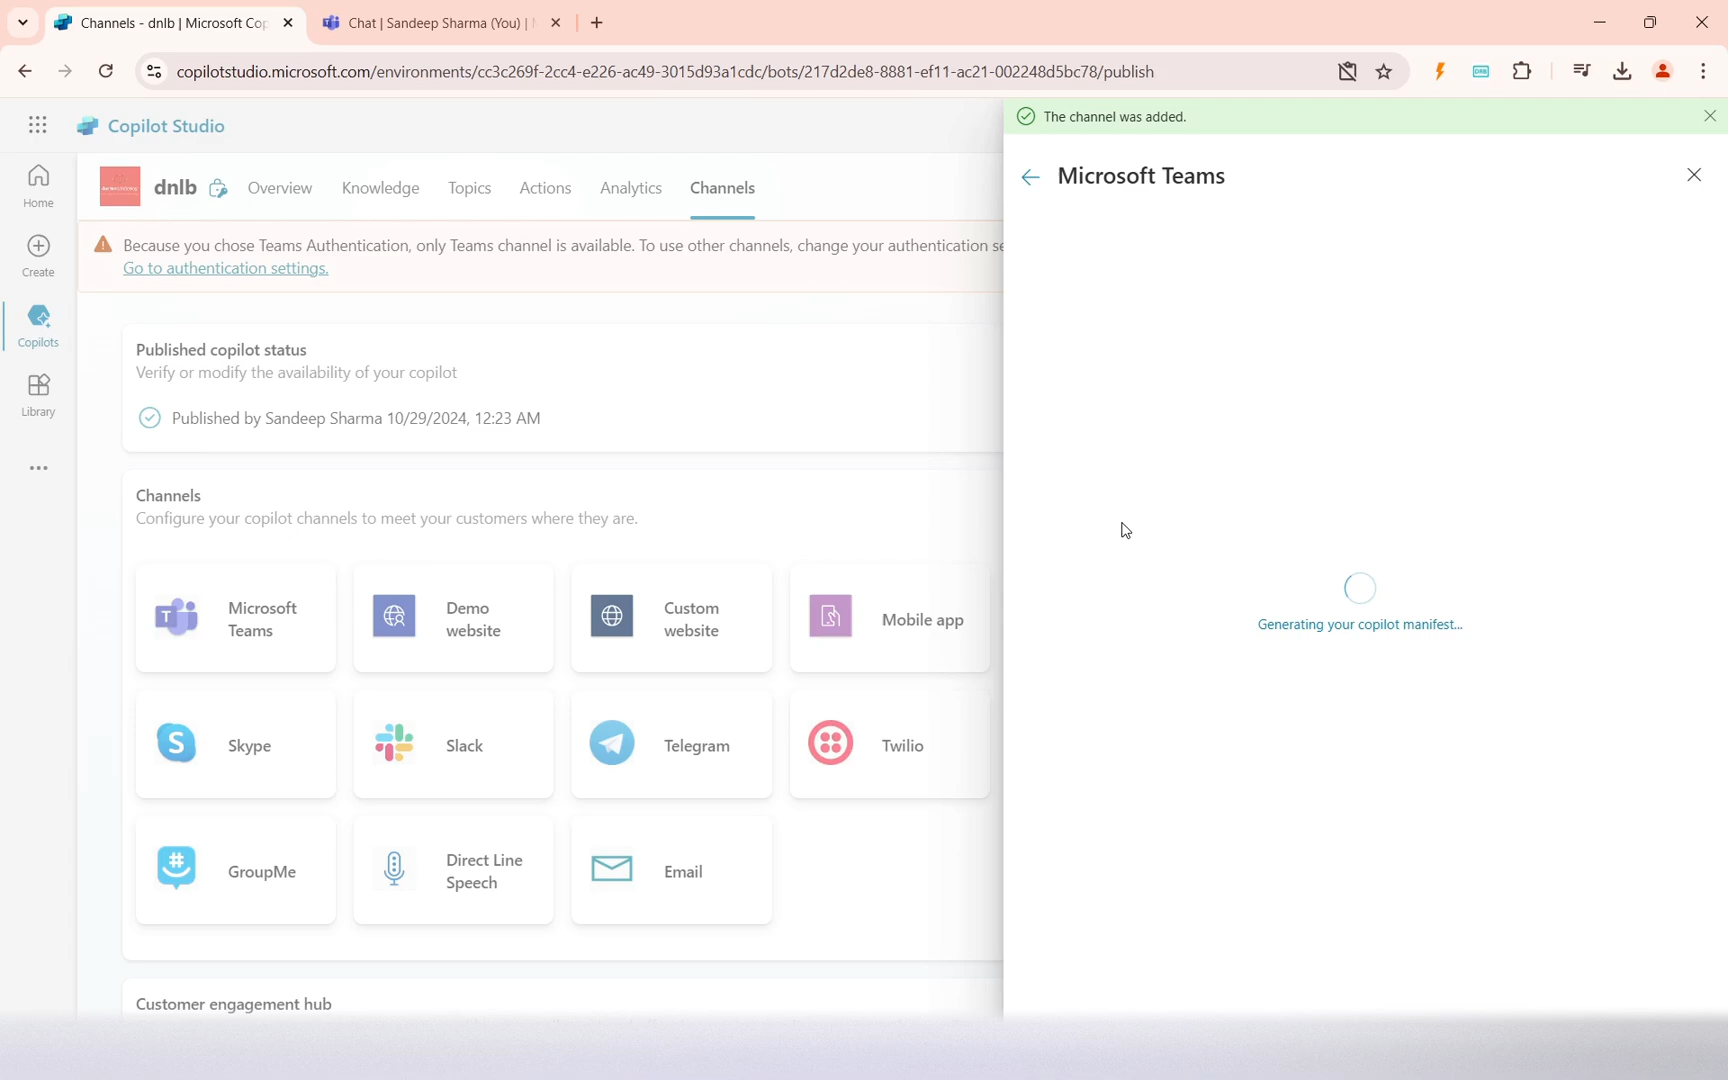 Channels - dnlb | Microsoft Cop
Chat | Sandeep Sharma (You) |
copilotstudio.microsoft.com/environments/cc3c269f-2cc4-e226-ac49-3015d93a1cdc/bots/217d2de8-8881-ef11-ac21-002248d5bc78/publish
Copilot Studio
The channel was added.
Home
Create
Copilots
Library
dnlb
Overview
Knowledge
Topics
Actions
Analytics
Channels
Because you chose Teams Authentication, only Teams channel is available. To use other channels, change your authentication se
Go to authentication settings.
Published copilot status
Verify or modify the availability of your copilot
Published by Sandeep Sharma 10/29/2024, 12:23 AM
Channels
Configure your copilot channels to meet your customers where they are.
T
Microsoft
Teams
Demo
website
Custom
website
Mobile app
S
Skype
Slack
Telegram
Twilio
#
GroupMe
Direct Line
Speech
Email
Customer engagement hub
Microsoft Teams
Generating your copilot manifest...